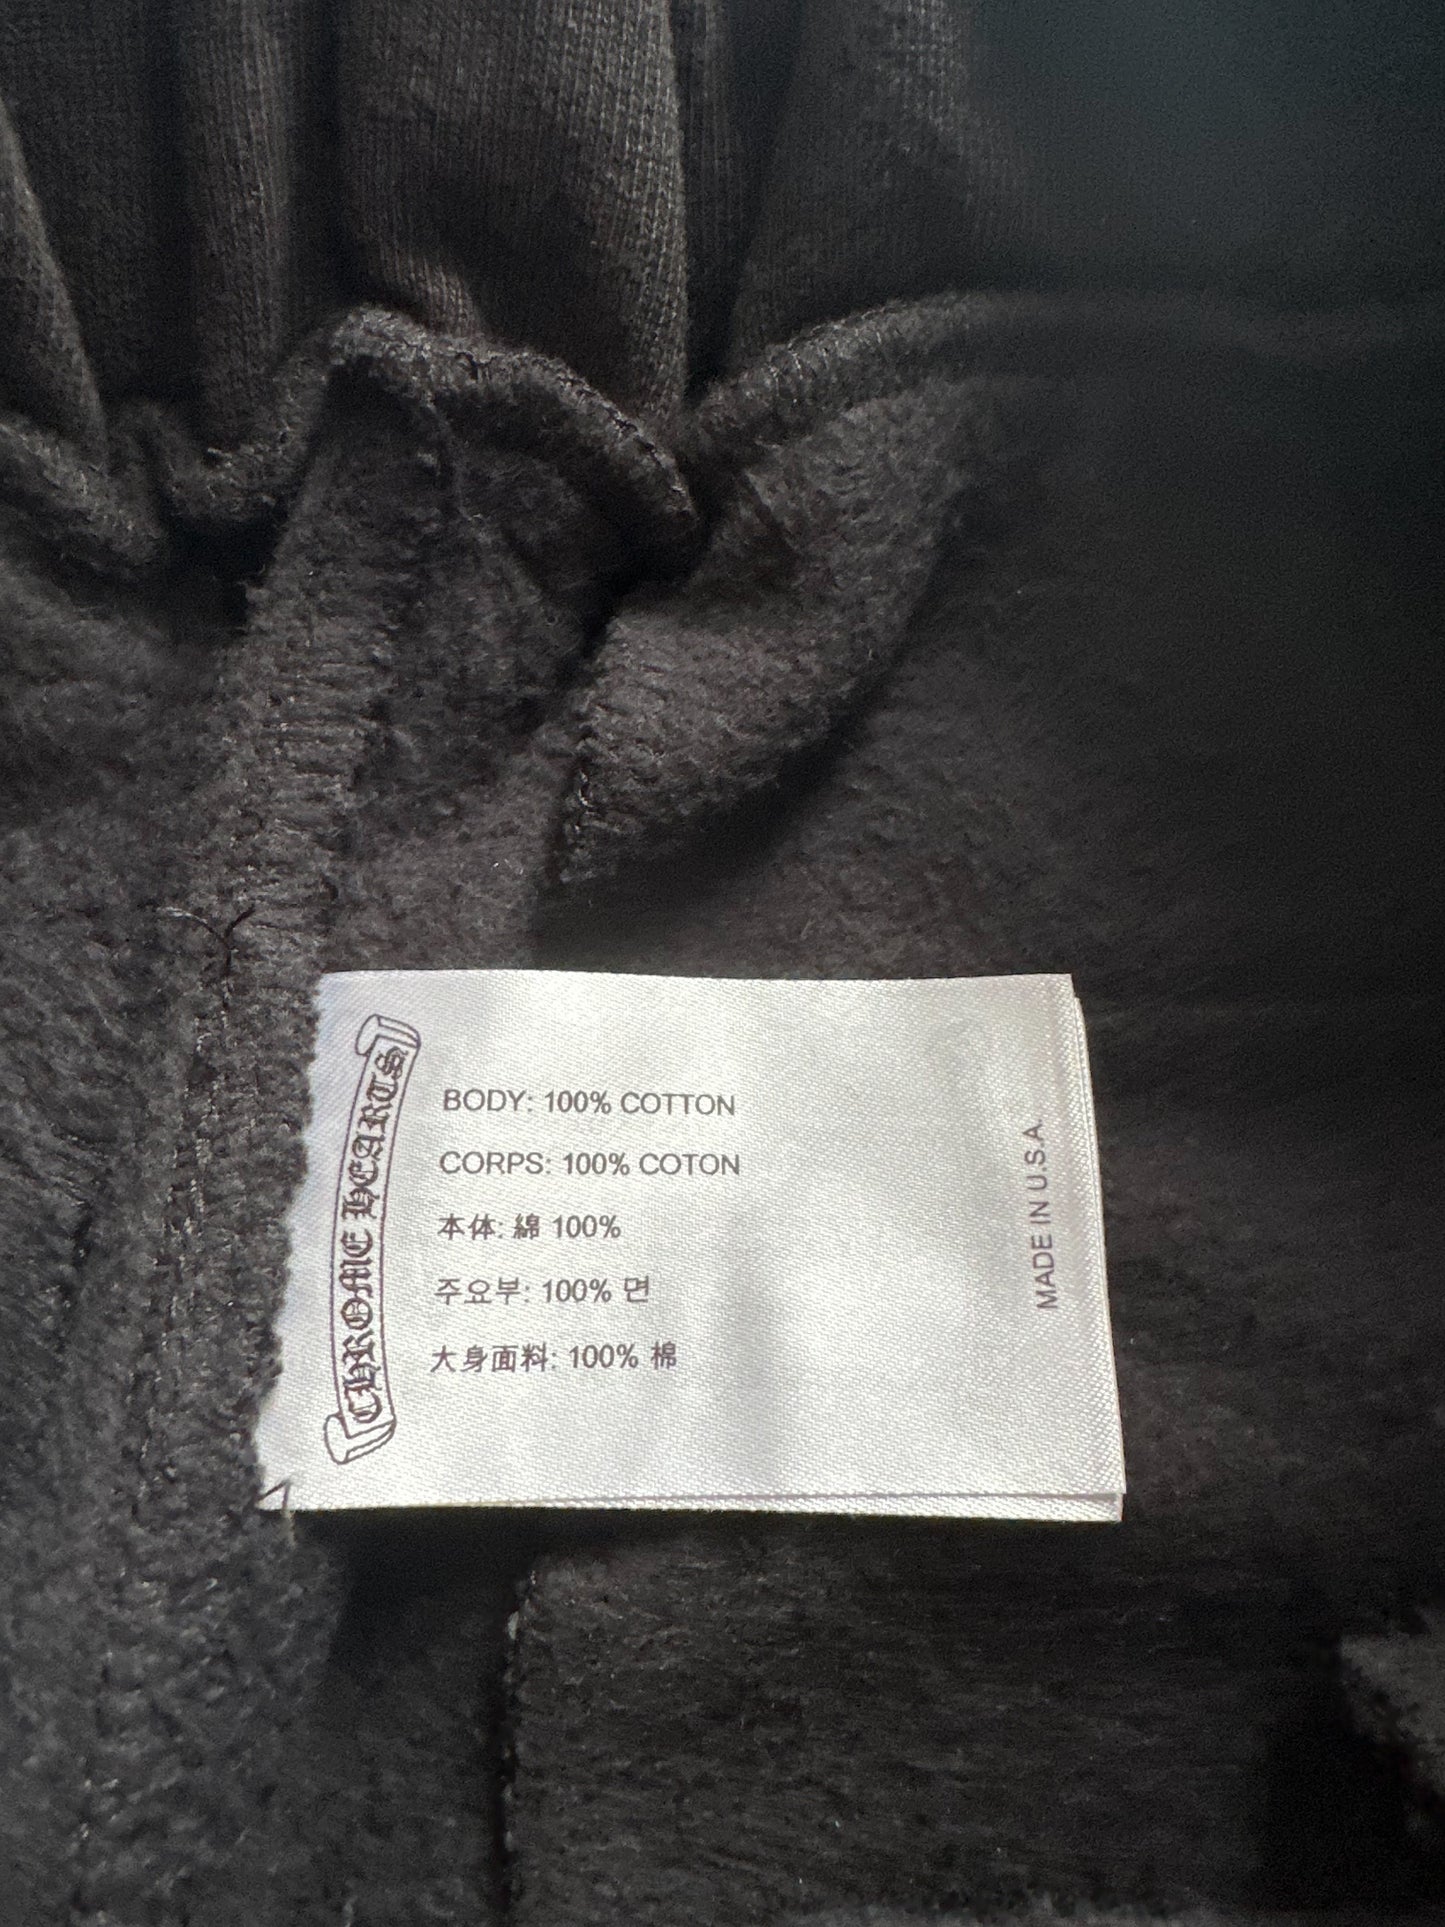 CHROME HEARTS
BODY: 100% COTTON
CORPS: 100% COTON
本体: 綿 100%
주요부: 100% 면
大身面料: 100% 棉
MADE IN U.S.A.